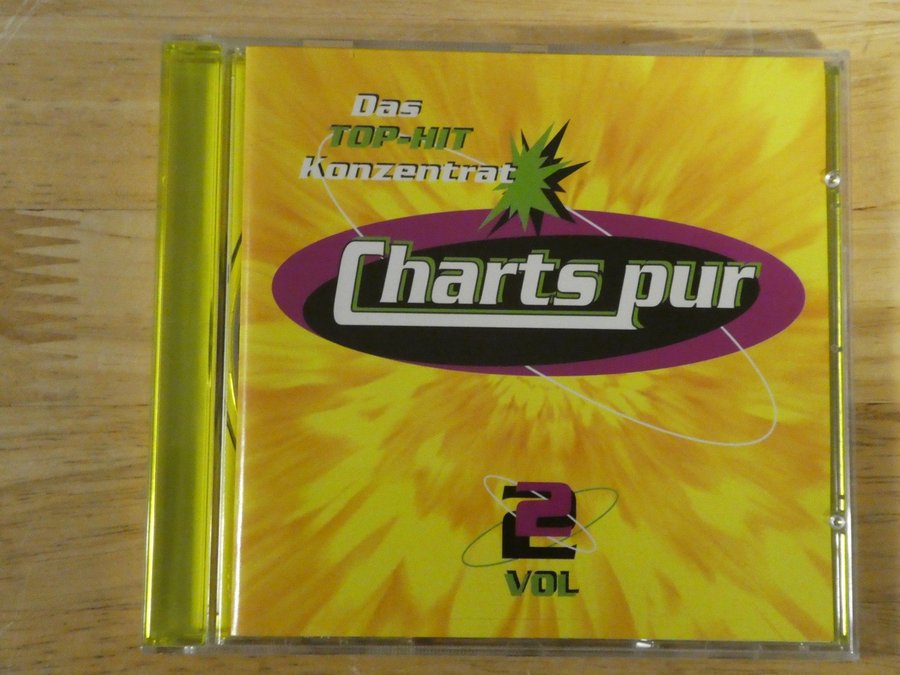 Das
TOP-HIT
Konzentrat
Charts pur
2
VOL